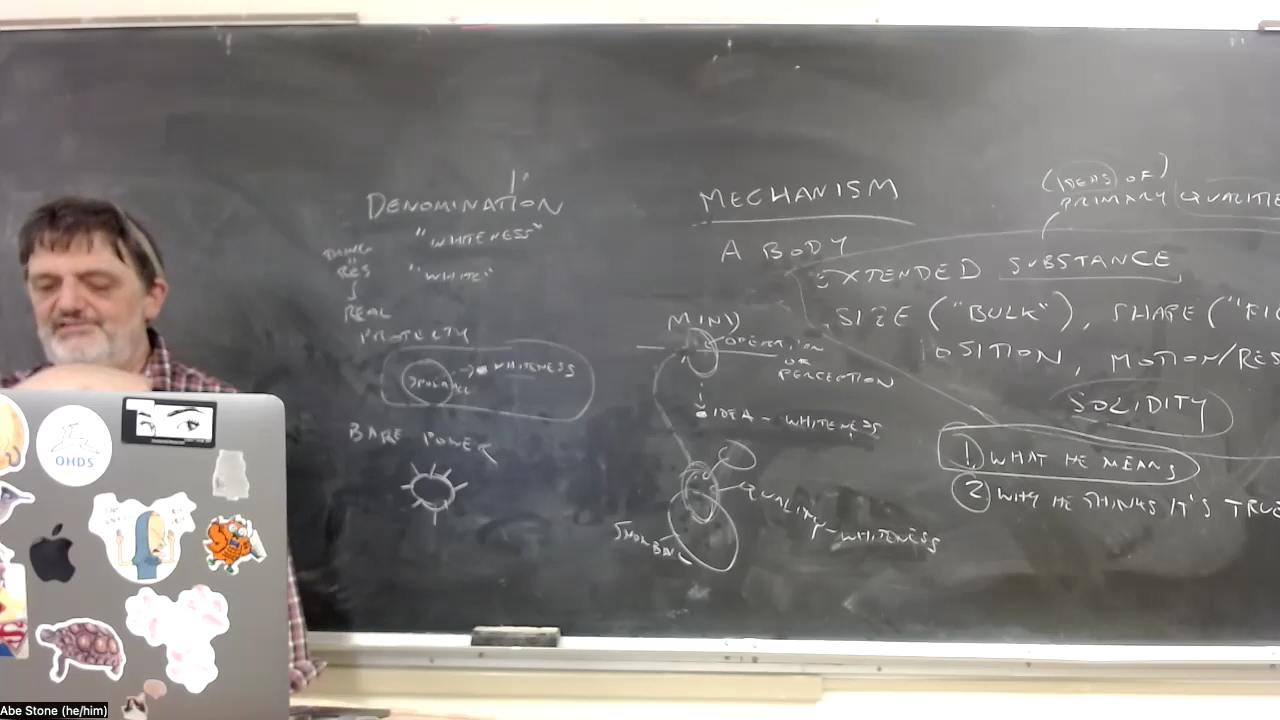 DENOMINATION
"WHITENESS"
THING
"
RES
"WHITE"
REAL
PROPERTY
→ WHITENESS
BARE POWER
MECHANISM
A BODY
(IDEAS OF)
PRIMARY QUALITIE
EXTENDED SUBSTANCE
SIZE ("BULK"), SHAPE ("FI
POSITION, MOTION/RES
SOLIDITY
1) WHAT HE MEANS
2) WHY HE THINKS IT'S TRUE
MIND
OPERATION
OR
PERCEPTION
IDEA - WHITENESS
QUALITY - WHITENESS
SNOWBALL
OHDS
Abe Stone (he/him)